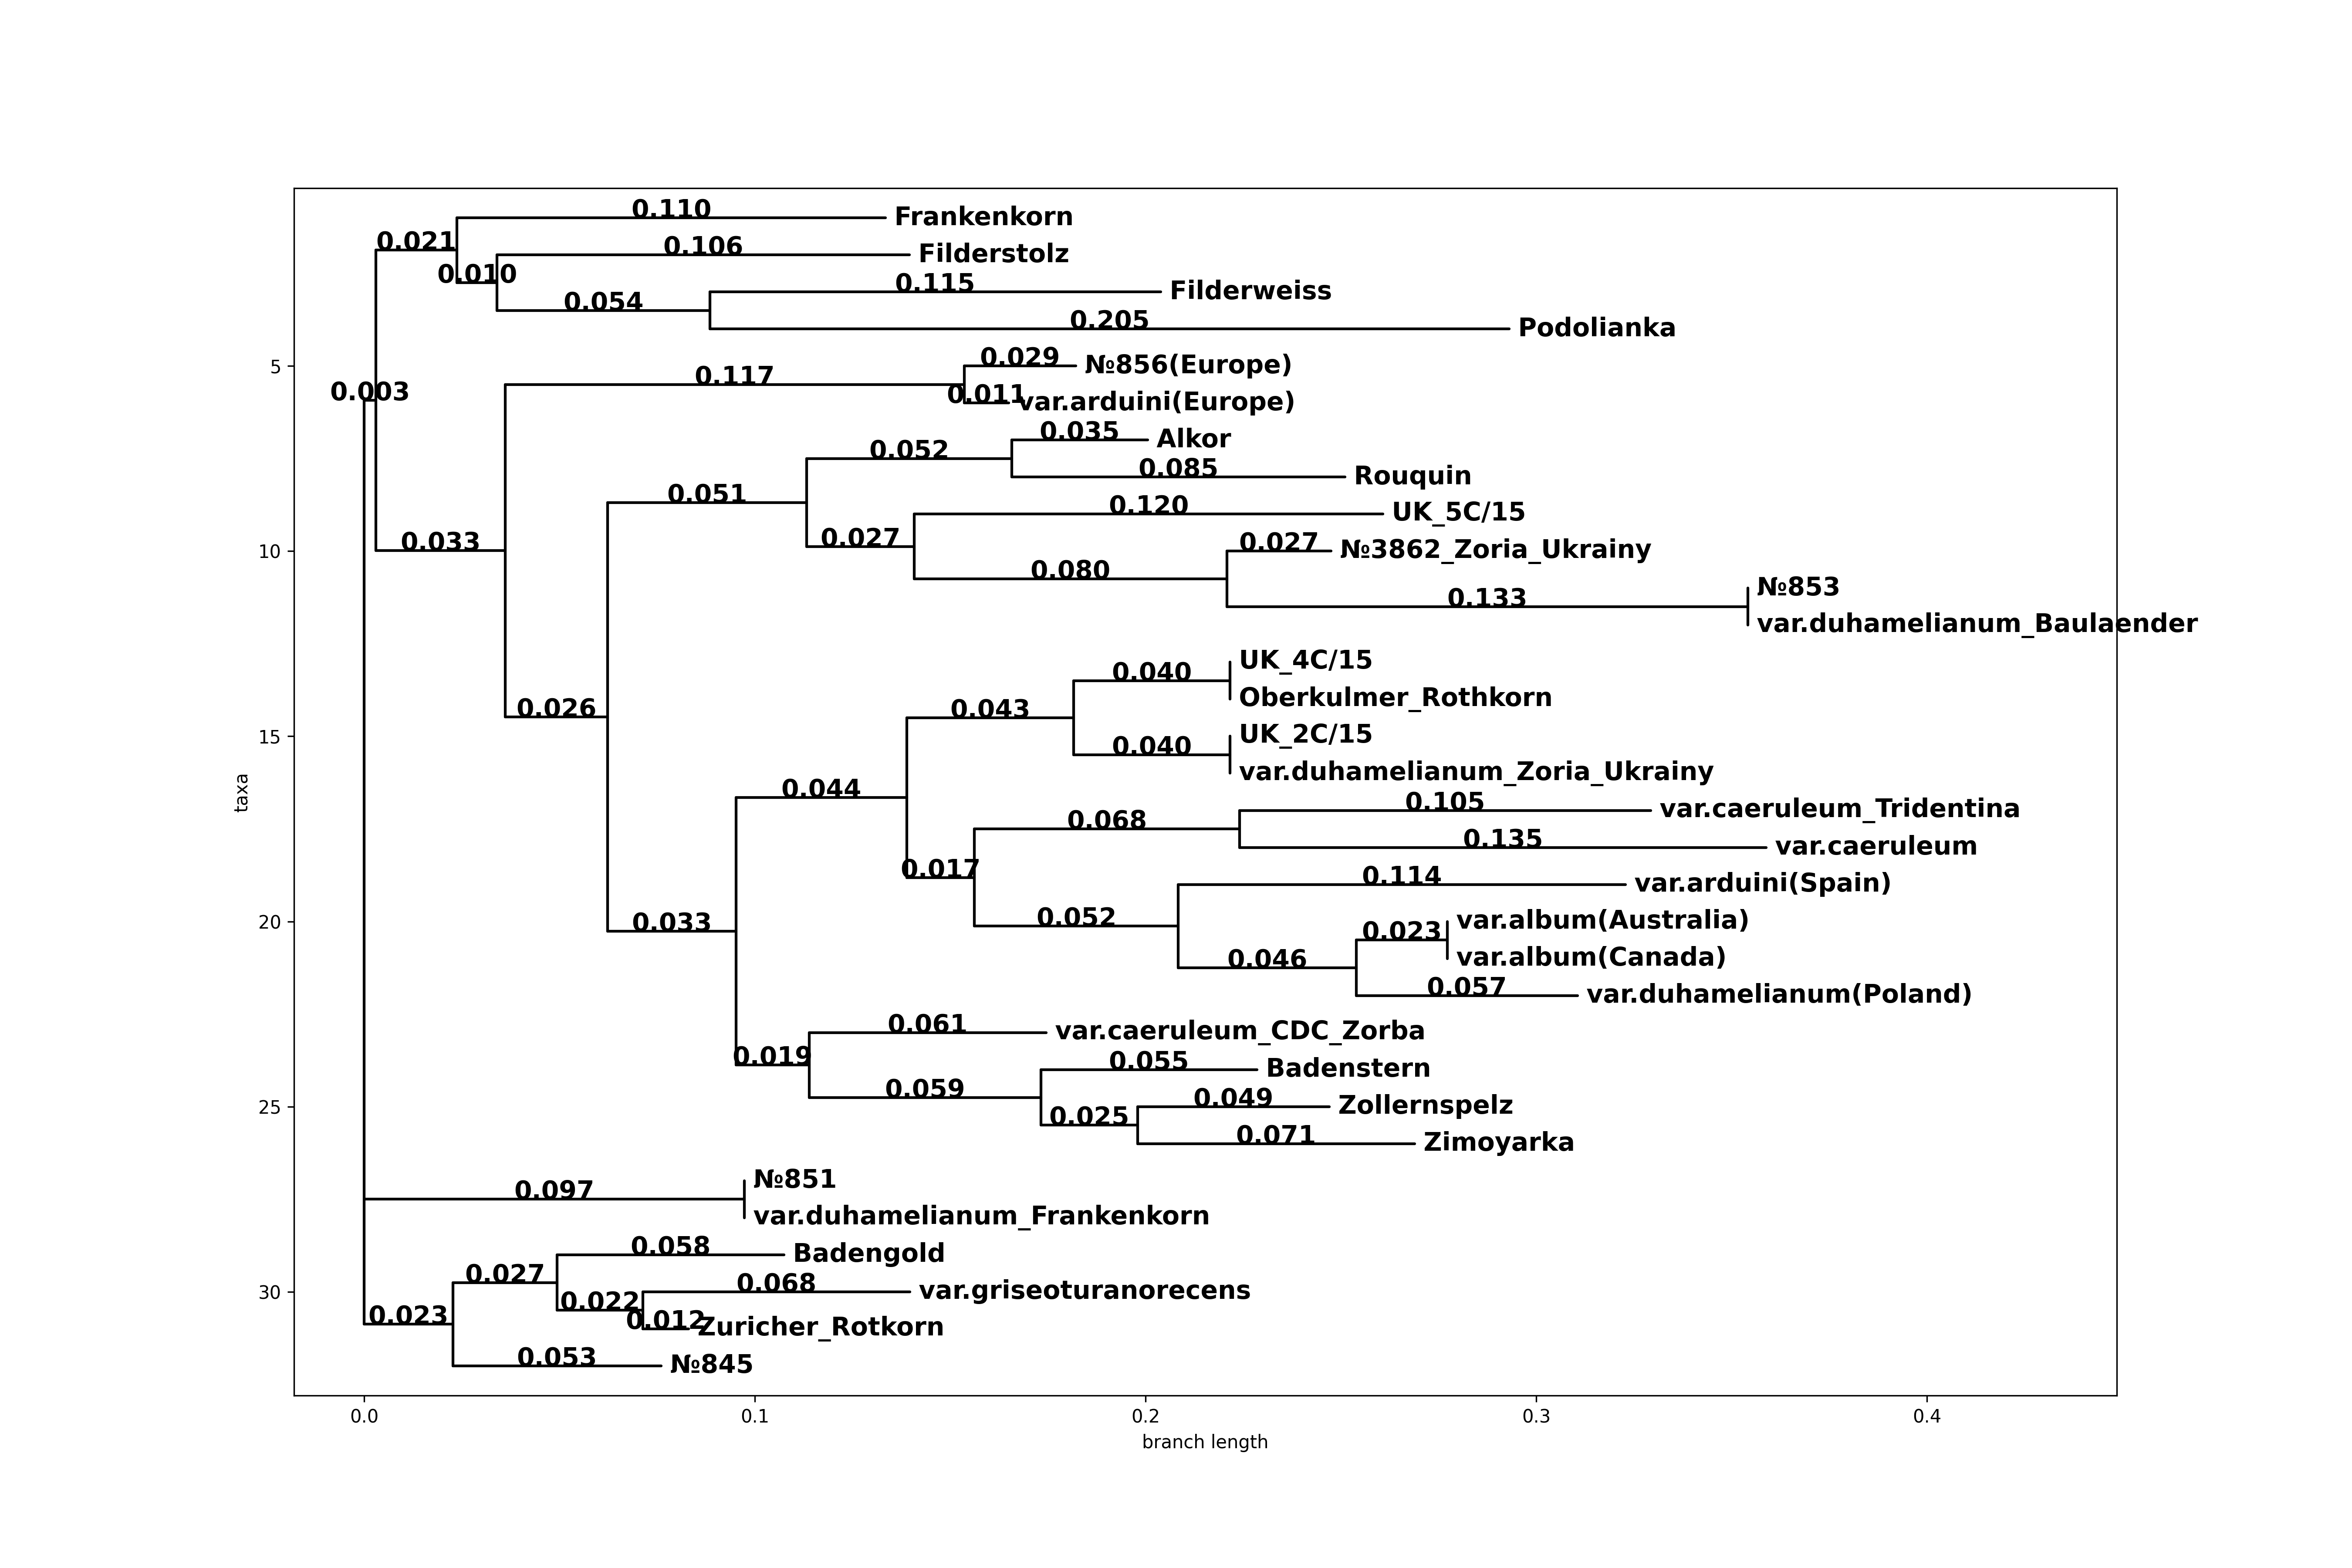 0.110 Frankenkorn
0.021
0.106 Filderstolz
0.010
0.115 Filderweiss
0.054
0.205 Podolianka
5
0.029 №856(Europe)
0.117
0.003
0.011 var.arduini(Europe)
0.035 Alkor
0.052
0.085 Rouquin
0.051
0.120 UK_5C/15
0.027
10
0.033
0.027 №3862_Zoria_Ukrainy
0.080
№853
0.133
var.duhamelianum_Baulaender
UK_4C/15
0.040
Oberkulmer_Rothkorn
0.026
0.043
15
UK_2C/15
0.040
var.duhamelianum_Zoria_Ukrainy
0.044
0.105 var.caeruleum_Tridentina
0.068
0.135 var.caeruleum
0.017
0.114 var.arduini(Spain)
20
0.052
0.033
var.album(Australia)
0.023
var.album(Canada)
0.046
0.057 var.duhamelianum(Poland)
0.061 var.caeruleum_CDC_Zorba
0.019
0.055 Badenstern
0.059
25
0.049 Zollernspelz
0.025
0.071 Zimoyarka
№851
0.097
var.duhamelianum_Frankenkorn
0.058 Badengold
0.027
30
0.068 var.griseoturanorecens
0.022
0.023
0.012 Zuricher_Rotkorn
0.053 №845
taxa
0.0 0.1 0.2 0.3 0.4
branch length